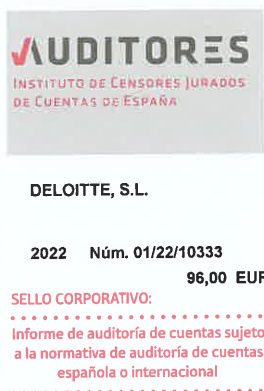 AUDITORES
INSTITUTO DE CENSORES JURADOS
DE CUENTAS DE ESPAÑA
DELOITTE, S.L.
2022 Núm. 01/22/10333
96,00 EUR
SELLO CORPORATIVO:
Informe de auditoría de cuentas sujeto
a la normativa de auditoría de cuentas
española o internacional